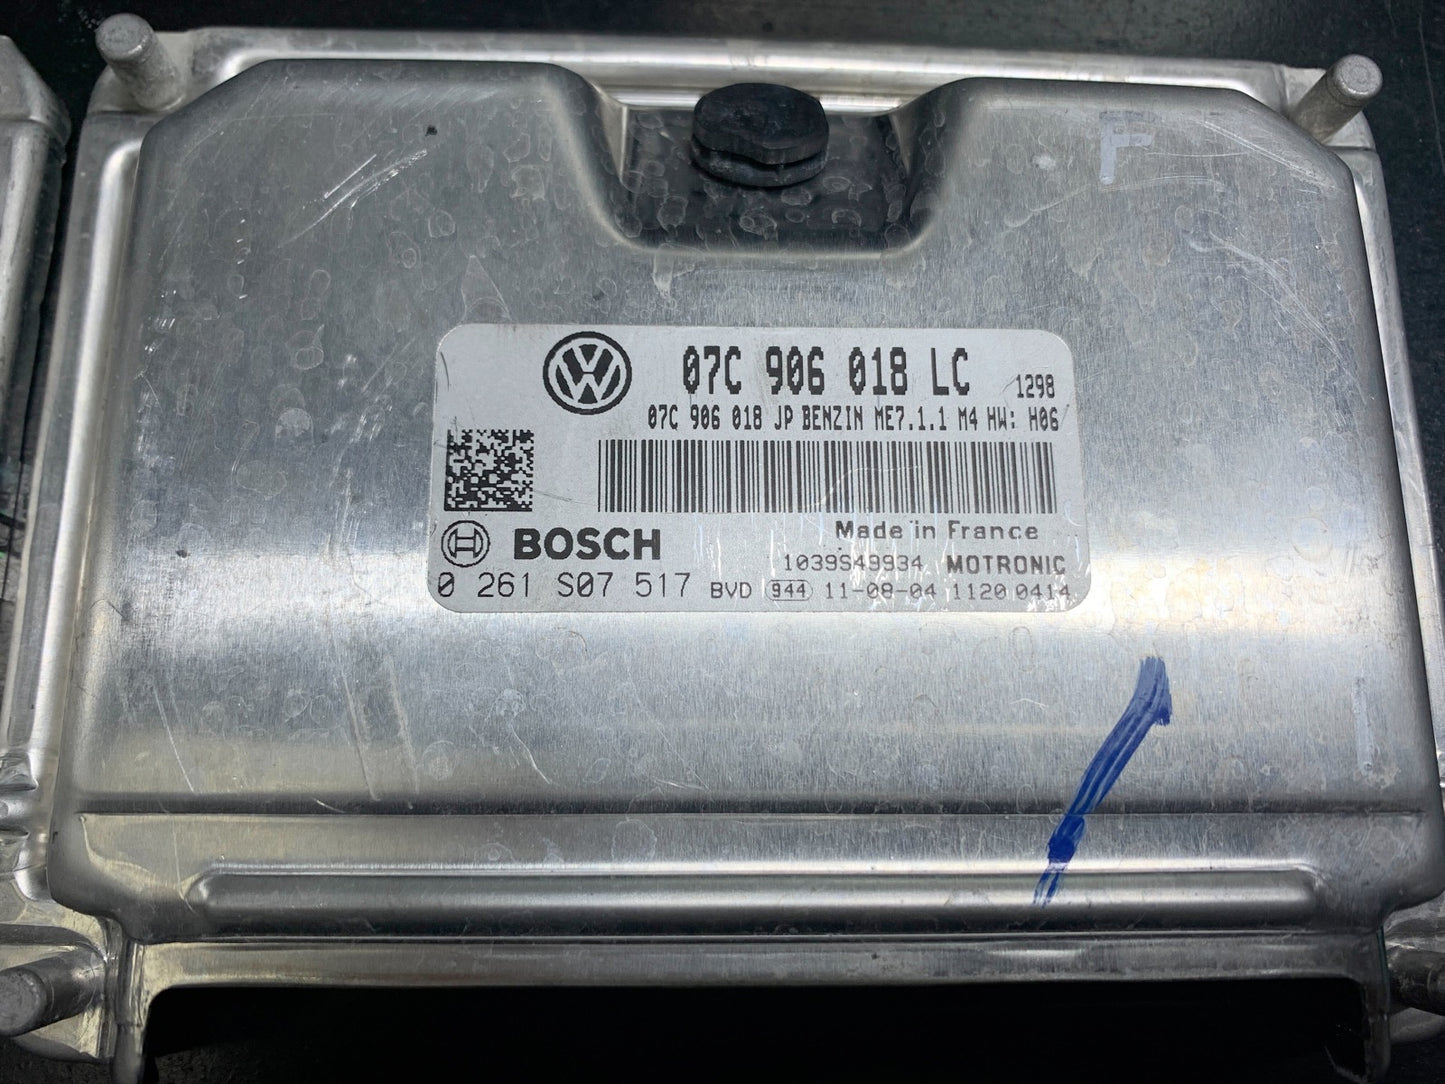 F
07C 906 018 LC 1298
07C 906 018 JP BENZIN ME7.1.1 M4 HW: H06
Made in France
BOSCH
1039S49934 MOTRONIC
0 261 S07 517 BVD 944 11-08-04 1120 0414